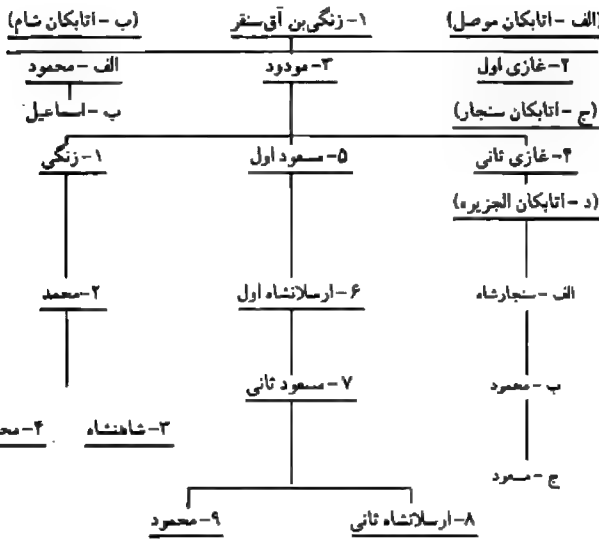 (الف - اتابکان موصل) ۱- زنگی بن آق سنقر (ب - اتابکان شام)
۲- غازی اول ۳- مودود الف - محمود
(ج - اتابکان سنجار) ب - اسماعیل
۴- غازی ثانی ۵- مسعود اول ۱- زنگی
(د - اتابکان الجزیره)
الف - سنجارشاه ۶- ارسلانشاه اول ۲- محمد
ب - محمود ۷- مسعود ثانی
۳- شاهنشاه ۴-
ج - مسعود
۸- ارسلانشاه ثانی ۹- محمود